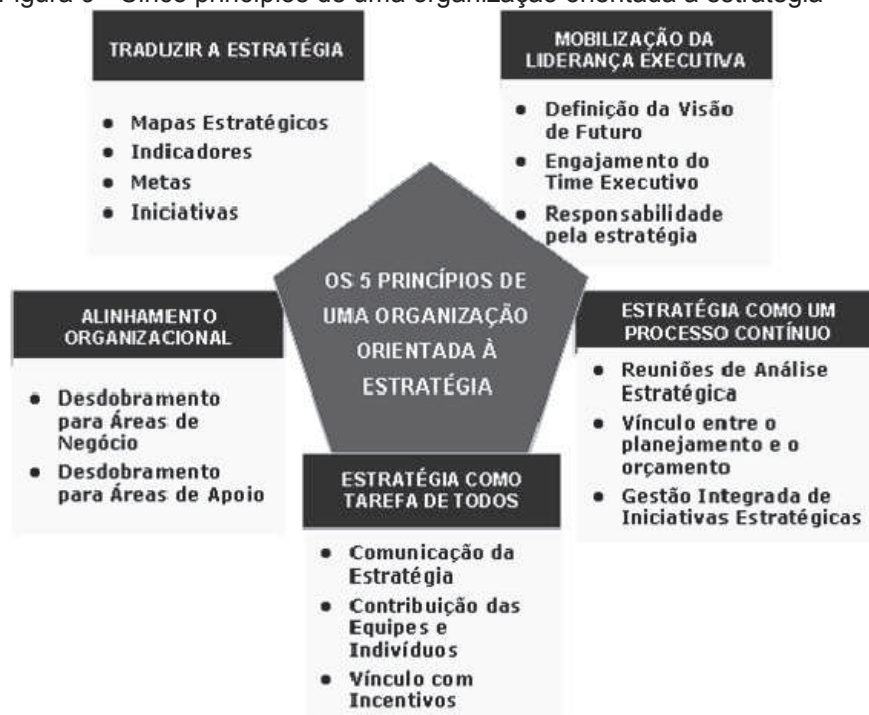 Figura 5 - Cinco princípios de uma organização orientada à estratégia
TRADUZIR A ESTRATÉGIA
• Mapas Estratégicos
• Indicadores
• Metas
• Iniciativas
MOBILIZAÇÃO DA
LIDERANÇA EXECUTIVA
• Definição da Visão
de Futuro
• Engajamento do
Time Executivo
• Responsabilidade
pela estratégia
OS 5 PRINCÍPIOS DE
UMA ORGANIZAÇÃO
ORIENTADA À
ESTRATÉGIA
ALINHAMENTO
ORGANIZACIONAL
• Desdobramento
para Áreas de
Negócio
• Desdobramento
para Áreas de Apoio
ESTRATÉGIA COMO UM
PROCESSO CONTÍNUO
• Reuniões de Análise
Estratégica
• Vínculo entre o
planejamento e o
orçamento
• Gestão Integrada de
Iniciativas Estratégicas
ESTRATÉGIA COMO
TAREFA DE TODOS
• Comunicação da
Estratégia
• Contribuição das
Equipes e
Indivíduos
• Vínculo com
Incentivos